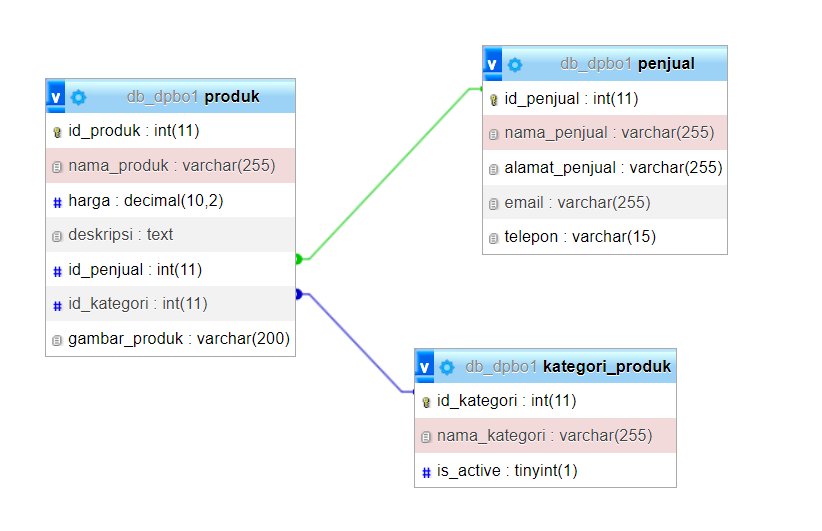 v db_dpbo1 produk
id_produk : int(11)
nama_produk : varchar(255)
# harga : decimal(10,2)
deskripsi : text
# id_penjual : int(11)
# id_kategori : int(11)
gambar_produk : varchar(200)
v db_dpbo1 penjual
id_penjual : int(11)
nama_penjual : varchar(255)
alamat_penjual : varchar(255)
email : varchar(255)
telepon : varchar(15)
v db_dpbo1 kategori_produk
id_kategori : int(11)
nama_kategori : varchar(255)
# is_active : tinyint(1)